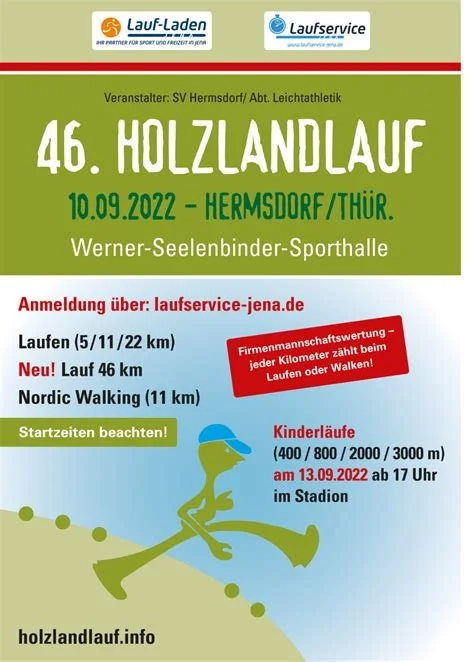 Lauf-Laden
JENA
IHR PARTNER FÜR SPORT UND FREIZEIT IN JENA
Laufservice
JENA
www.laufservice-jena.de
Veranstalter: SV Hermsdorf/ Abt. Leichtathletik
46. HOLZLANDLAUF
10.09.2022 – HERMSDORF/THÜR.
Werner-Seelenbinder-Sporthalle
Anmeldung über: laufservice-jena.de
Laufen (5/11/22 km)
Neu! Lauf 46 km
Nordic Walking (11 km)
Startzeiten beachten!
Firmenmannschaftswertung –
jeder Kilometer zählt beim
Laufen oder Walken!
Kinderläufe
(400 / 800 / 2000 / 3000 m)
am 13.09.2022 ab 17 Uhr
im Stadion
holzlandlauf.info